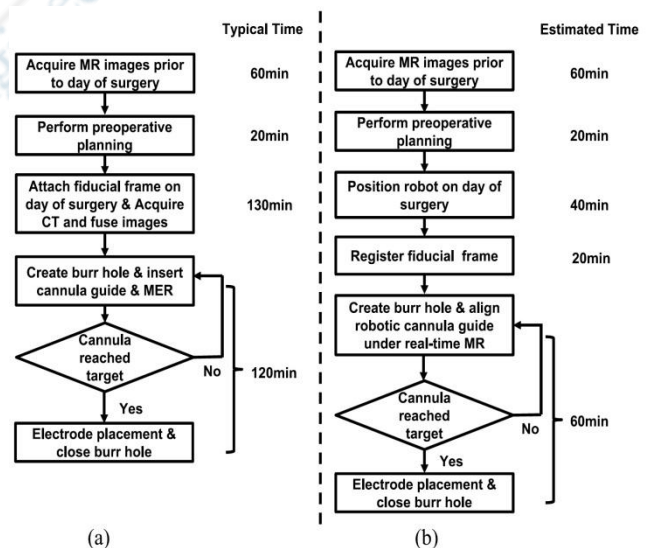 Typical Time
Acquire MR images prior
to day of surgery
60min
Perform preoperative
planning
20min
Attach fiducial frame on
day of surgery & Acquire
CT and fuse images
130min
Create burr hole & insert
cannula guide & MER
Cannula
reached
target
No
120min
Yes
Electrode placement &
close burr hole
(a)
Estimated Time
Acquire MR images prior
to day of surgery
60min
Perform preoperative
planning
20min
Position robot on day of
surgery
40min
Register fiducial frame
20min
Create burr hole & align
robotic cannula guide
under real-time MR
Cannula
reached
target
No
60min
Yes
Electrode placement &
close burr hole
(b)